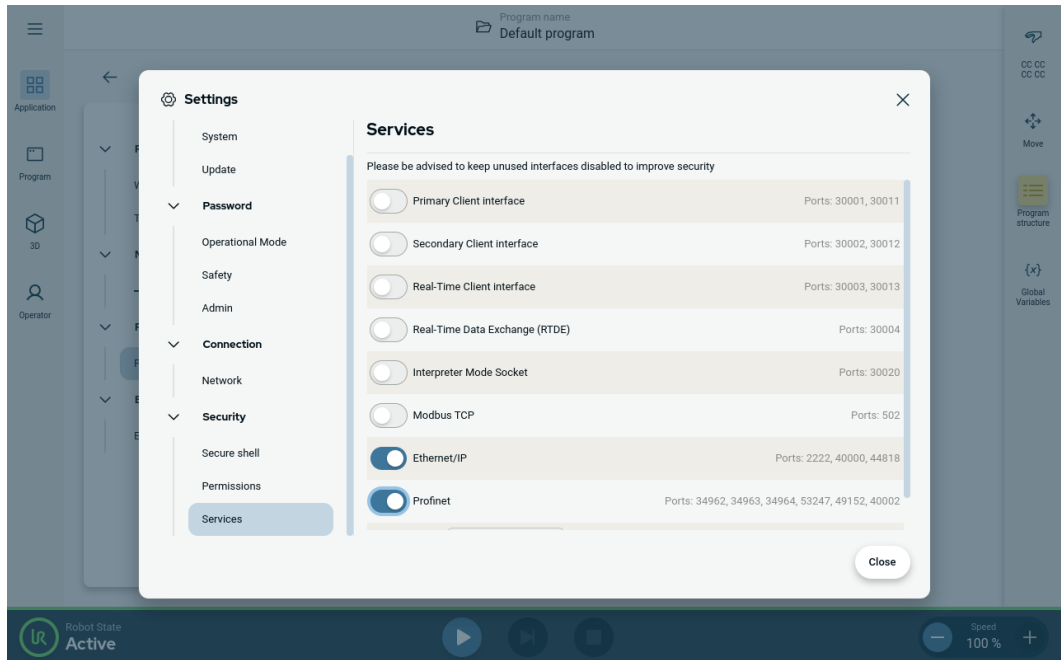 Program name
Default program
Application
Program
3D
Operator
Settings
System
Update
Password
Operational Mode
Safety
Admin
Connection
Network
Security
Secure shell
Permissions
Services
Services
Please be advised to keep unused interfaces disabled to improve security
Primary Client interface Ports: 30001, 30011
Secondary Client interface Ports: 30002, 30012
Real-Time Client interface Ports: 30003, 30013
Real-Time Data Exchange (RTDE) Ports: 30004
Interpreter Mode Socket Ports: 30020
Modbus TCP Ports: 502
Ethernet/IP Ports: 2222, 40000, 44818
Profinet Ports: 34962, 34963, 34964, 53247, 49152, 40002
Close
CC CC
CC CC
Move
Program
structure
{x}
Global
Variables
UR
Robot State
Active
Speed
100 %